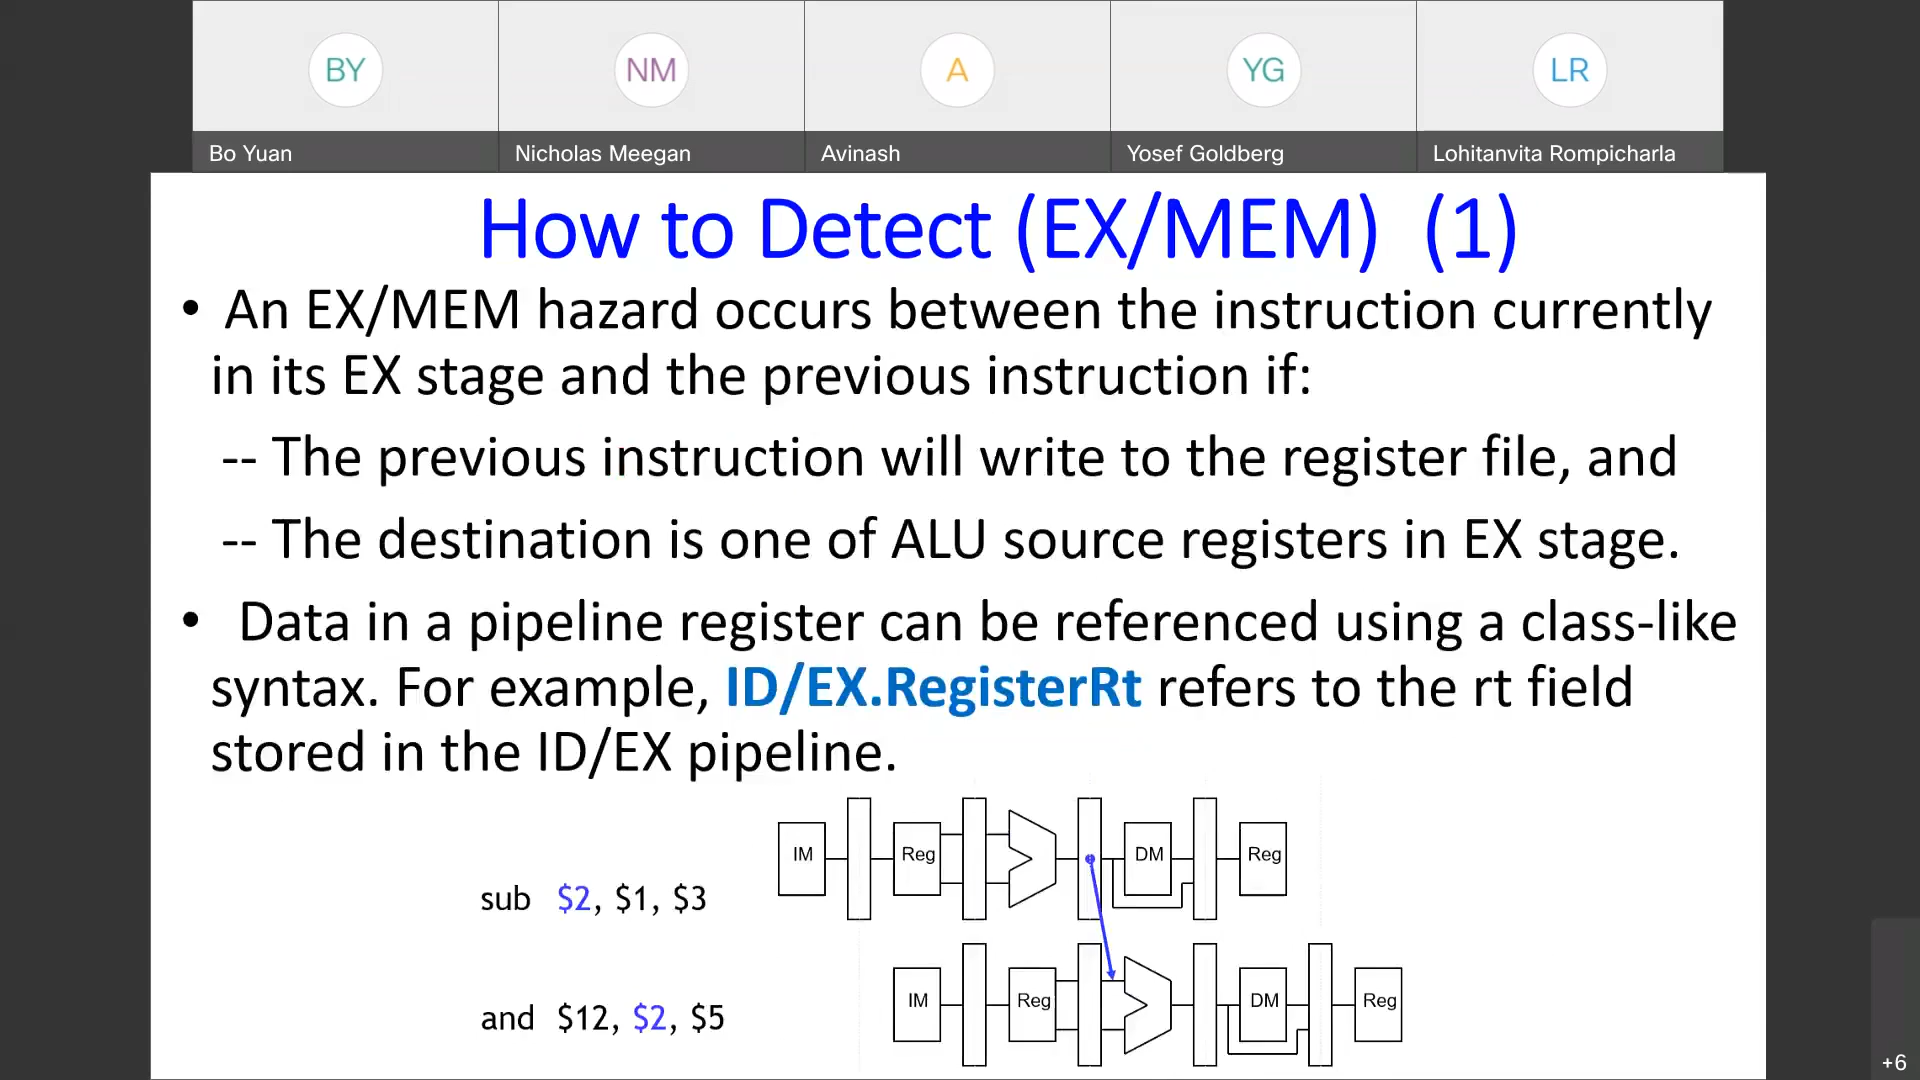 BY
NM
A
YG
LR
Bo Yuan
Nicholas Meegan
Avinash
Yosef Goldberg
Lohitanvita Rompicharla
How to Detect (EX/MEM) (1)
• An EX/MEM hazard occurs between the instruction currently
in its EX stage and the previous instruction if:
-- The previous instruction will write to the register file, and
-- The destination is one of ALU source registers in EX stage.
• Data in a pipeline register can be referenced using a class-like
syntax. For example, ID/EX.RegisterRt refers to the rt field
stored in the ID/EX pipeline.
IM
Reg
DM
Reg
sub $2, $1, $3
IM
Reg
DM
Reg
and $12, $2, $5
+6